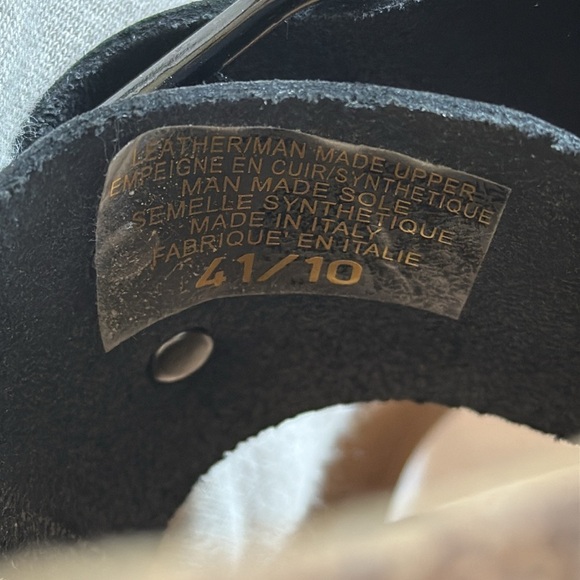 LEATHER/MAN MADE UPPER
EMPEIGNE EN CUIR/SYNTHETIQUE
MAN MADE SOLE
SEMELLE SYNTHETIQUE
MADE IN ITALY
FABRIQUE EN ITALIE
41/10